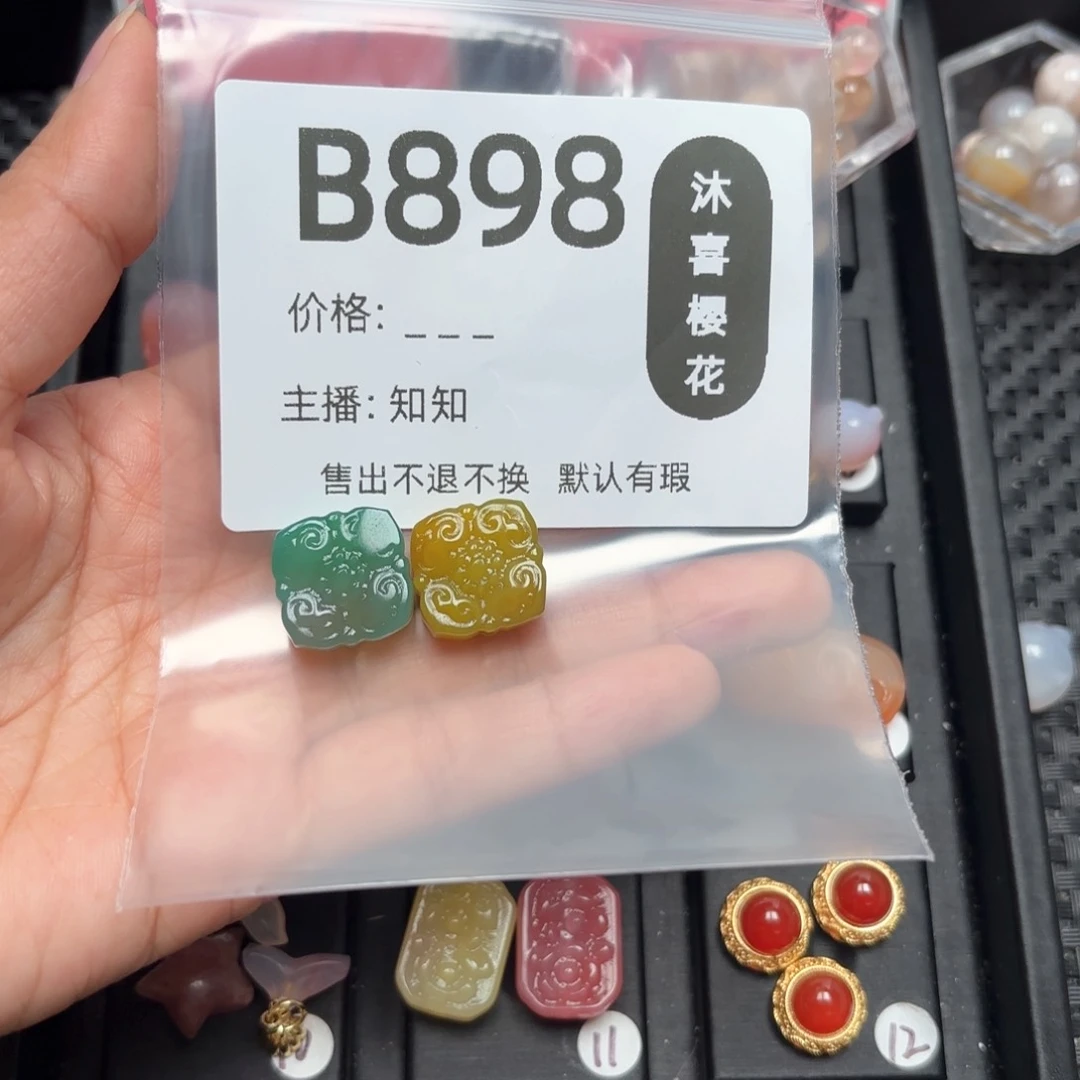 B898
沐喜樱花
价格: _ _ _
主播: 知知
售出不退不换 默认有瑕
11
12